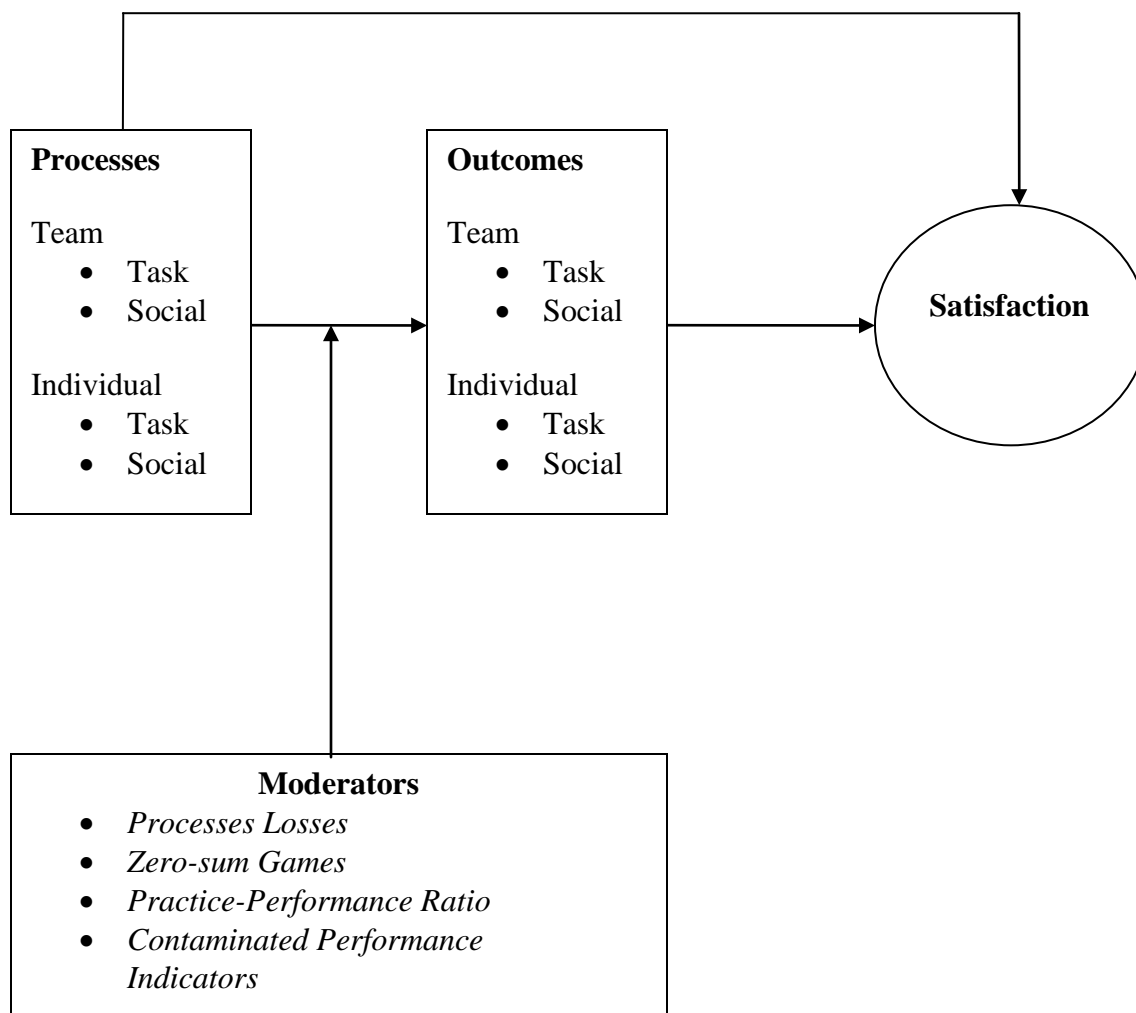 Processes
Team
• Task
• Social
Individual
• Task
• Social
Outcomes
Team
• Task
• Social
Individual
• Task
• Social
Satisfaction
Moderators
• Processes Losses
• Zero-sum Games
• Practice-Performance Ratio
• Contaminated Performance
Indicators